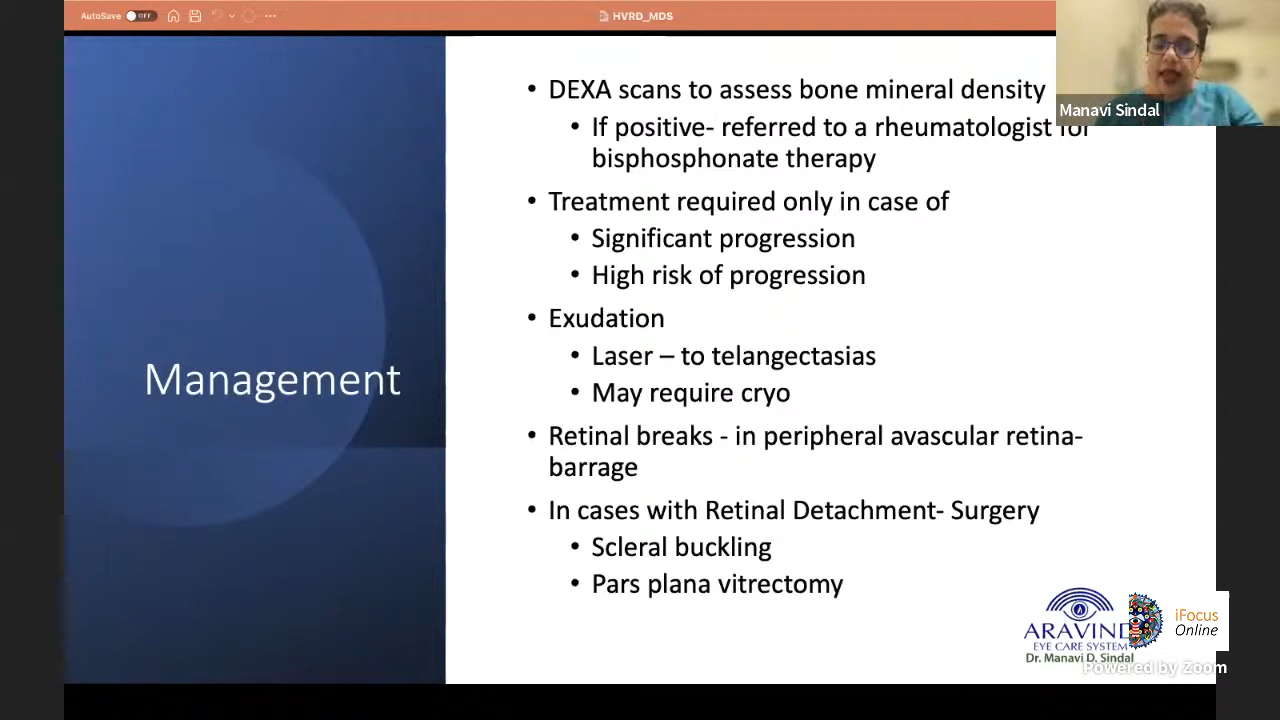 AutoSave OFF
HVRD_MDS
Manavi Sindal
• DEXA scans to assess bone mineral density
• If positive- referred to a rheumatologist for
bisphosphonate therapy
• Treatment required only in case of
• Significant progression
• High risk of progression
• Exudation
• Laser – to telangectasias
• May require cryo
• Retinal breaks - in peripheral avascular retina-
barrage
• In cases with Retinal Detachment- Surgery
• Scleral buckling
• Pars plana vitrectomy
Management
ARAVIND
EYE CARE SYSTEM
Dr. Manavi D. Sindal
iFocus
Online
Powered by Zoom